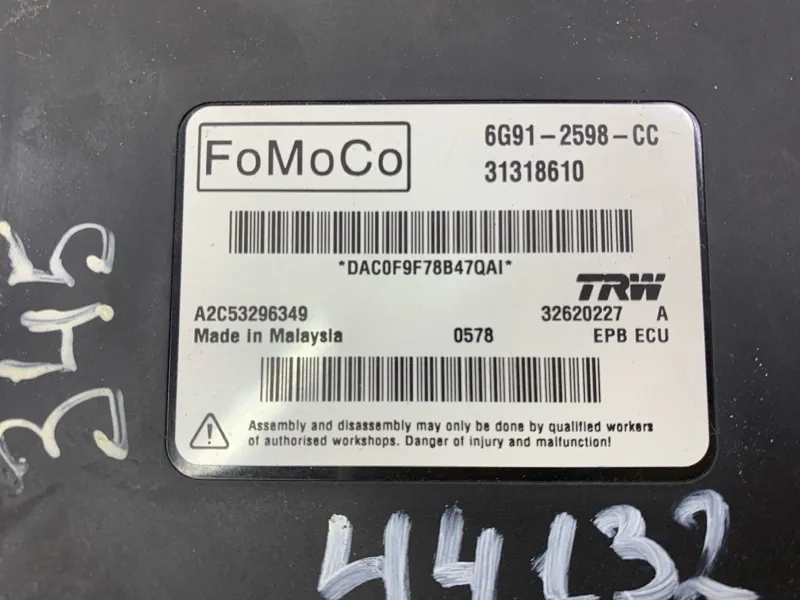 FoMoCo
6G91-2598-CC
31318610
*DAC0F9F78B47QAI*
TRW
A2C53296349
32620227 A
Made in Malaysia
0578
EPB ECU
Assembly and disassembly may only be done by qualified workers
of authorised workshops. Danger of injury and malfunction!
345
44L32